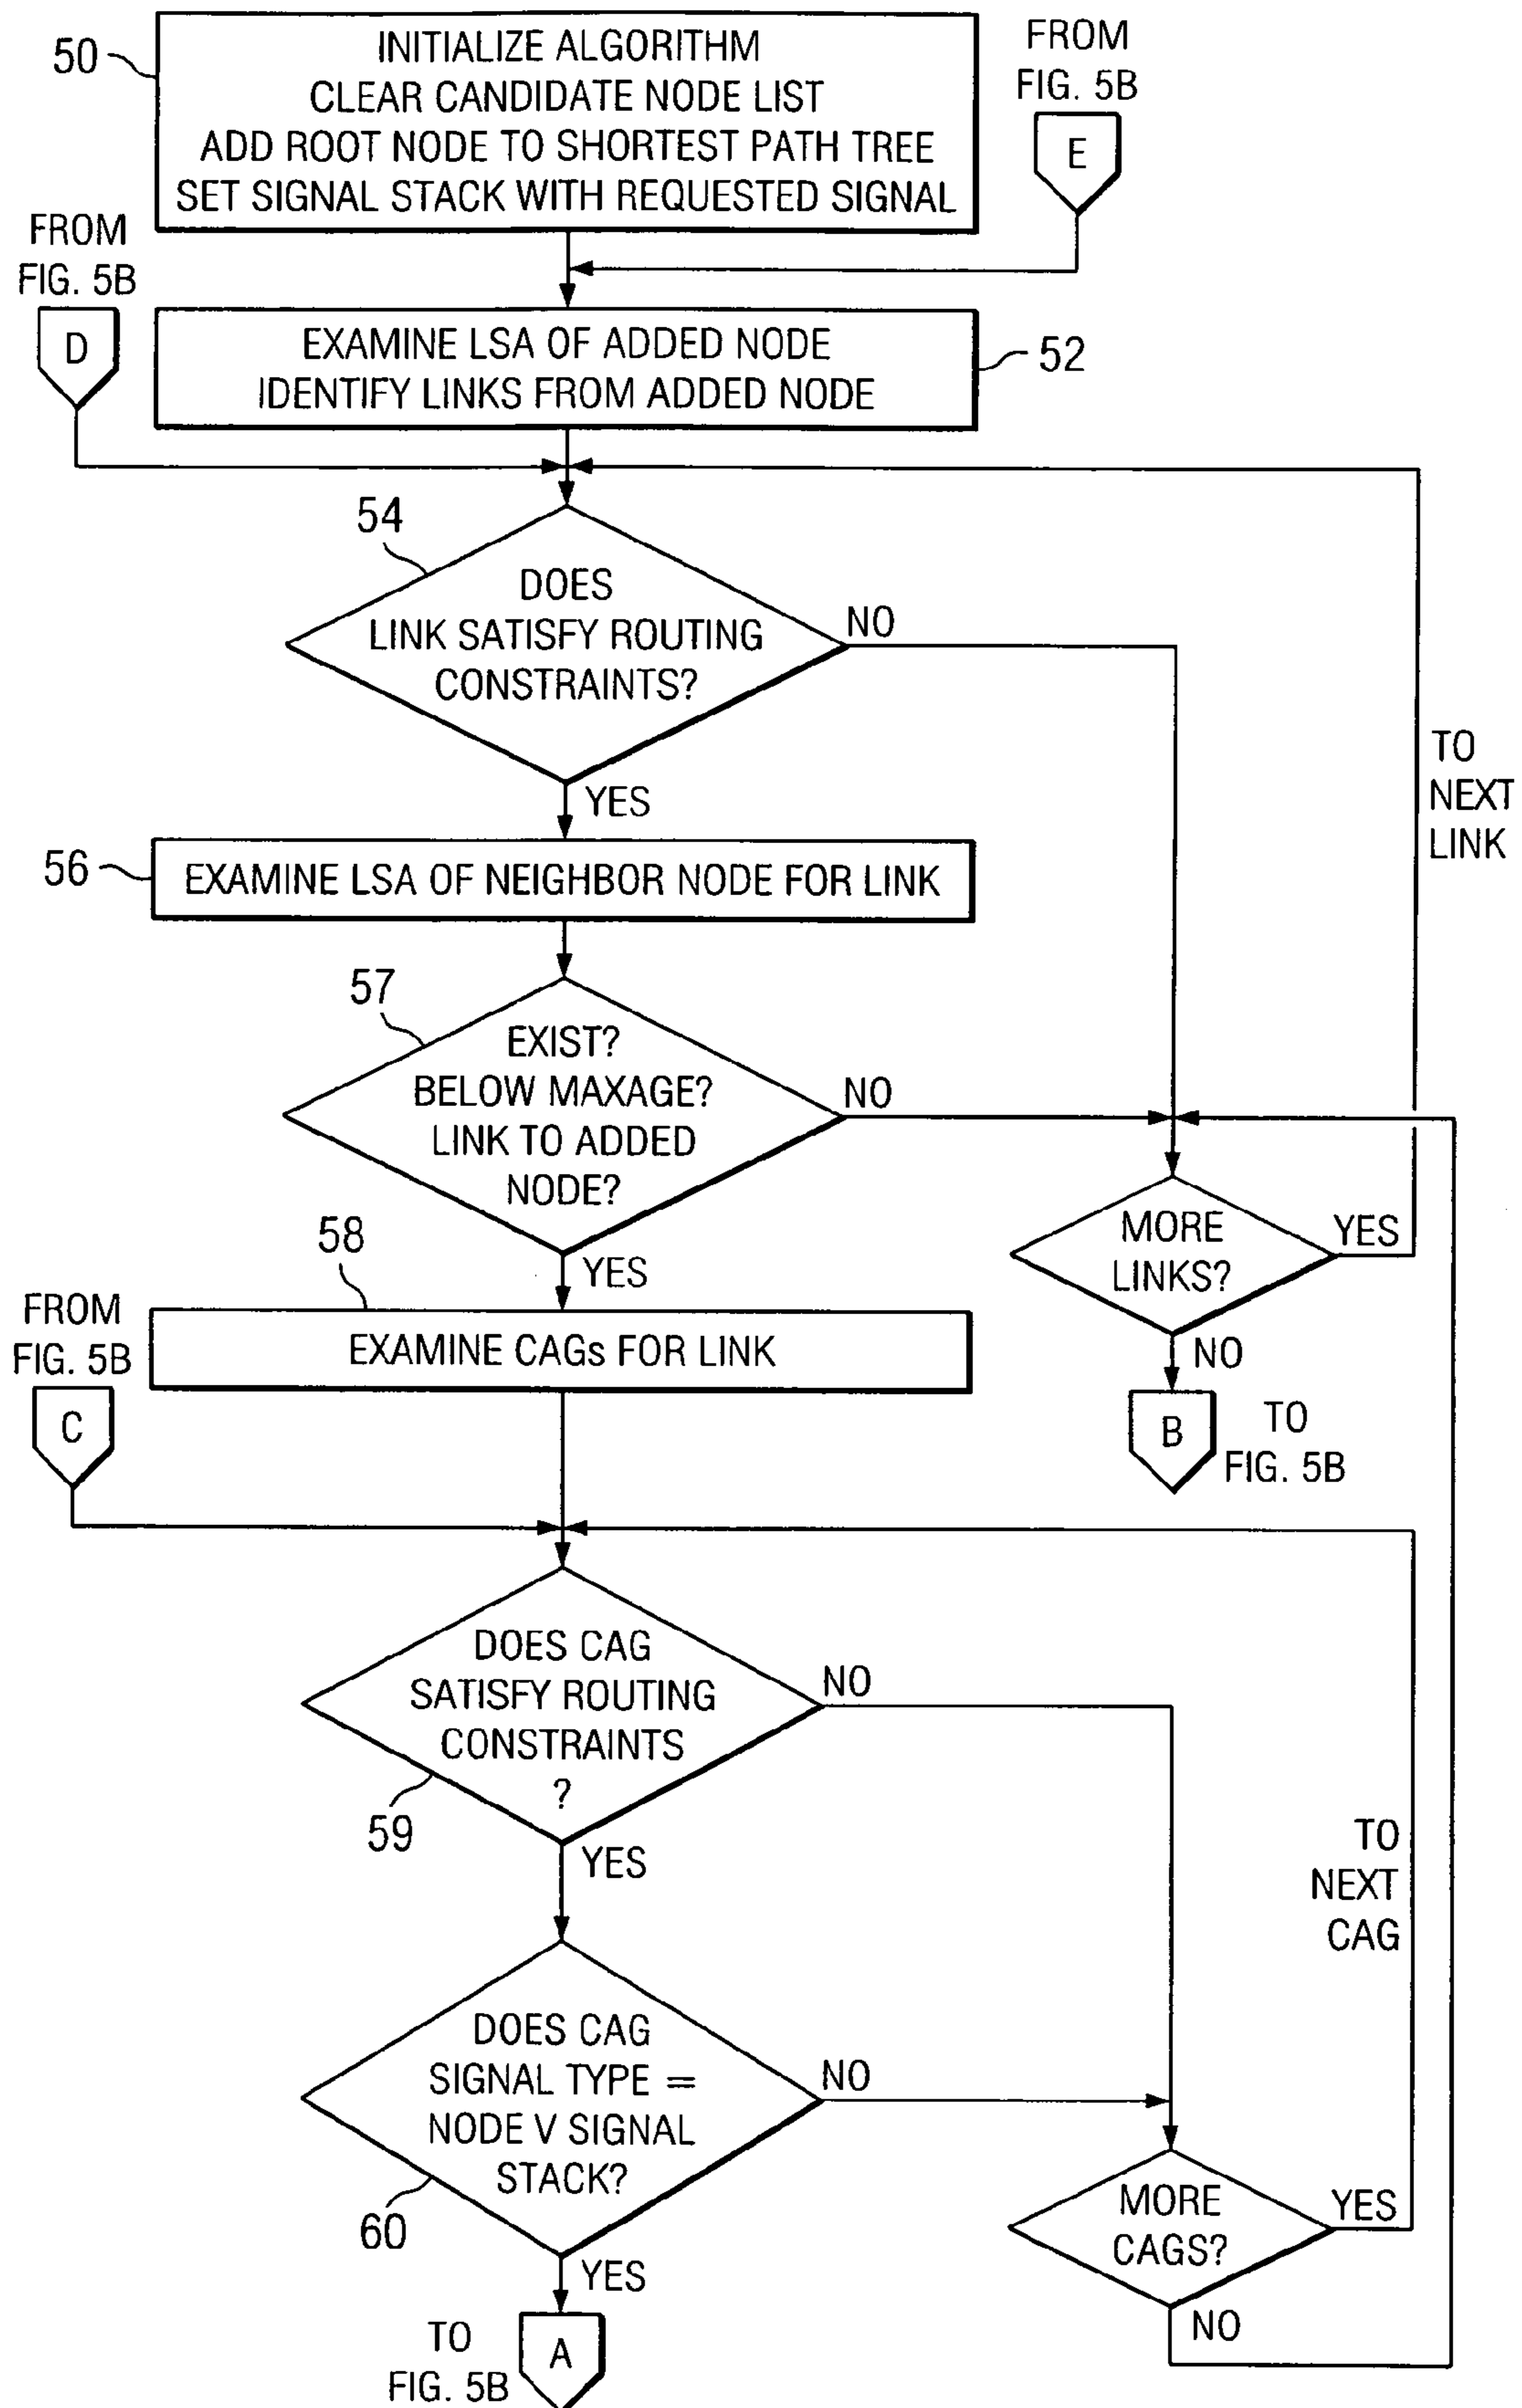 50
INITIALIZE ALGORITHM
CLEAR CANDIDATE NODE LIST
ADD ROOT NODE TO SHORTEST PATH TREE
SET SIGNAL STACK WITH REQUESTED SIGNAL
FROM
FIG. 5B
E
FROM
FIG. 5B
D
EXAMINE LSA OF ADDED NODE
IDENTIFY LINKS FROM ADDED NODE
52
54
DOES
LINK SATISFY ROUTING
CONSTRAINTS?
NO
YES
TO
NEXT
LINK
56
EXAMINE LSA OF NEIGHBOR NODE FOR LINK
57
EXIST?
BELOW MAXAGE?
LINK TO ADDED
NODE?
NO
YES
MORE
LINKS?
YES
NO
B
TO
FIG. 5B
58
EXAMINE CAGs FOR LINK
FROM
FIG. 5B
C
DOES CAG
SATISFY ROUTING
CONSTRAINTS
?
59
NO
YES
TO
NEXT
CAG
DOES CAG
SIGNAL TYPE =
NODE V SIGNAL
STACK?
60
NO
YES
MORE
CAGS?
YES
NO
TO
FIG. 5B
A